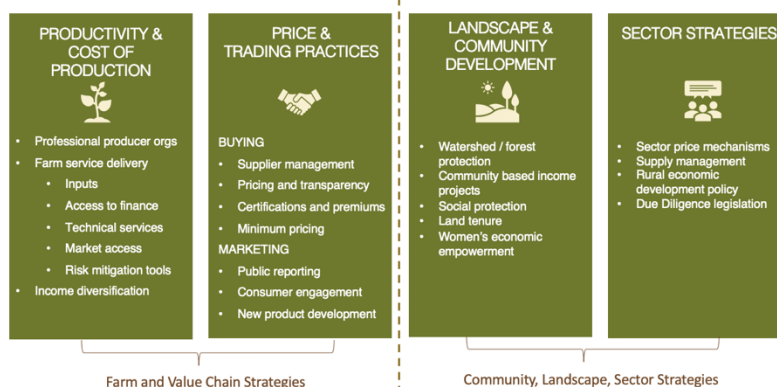 PRODUCTIVITY &
COST OF
PRODUCTION
• Professional producer orgs
• Farm service delivery
• Inputs
• Access to finance
• Technical services
• Market access
• Risk mitigation tools
• Income diversification
PRICE &
TRADING PRACTICES
BUYING
• Supplier management
• Pricing and transparency
• Certifications and premiums
• Minimum pricing
MARKETING
• Public reporting
• Consumer engagement
• New product development
LANDSCAPE &
COMMUNITY
DEVELOPMENT
• Watershed / forest
protection
• Community based income
projects
• Social protection
• Land tenure
• Women's economic
empowerment
SECTOR STRATEGIES
• Sector price mechanisms
• Supply management
• Rural economic
development policy
• Due Diligence legislation
Farm and Value Chain Strategies
Community, Landscape, Sector Strategies